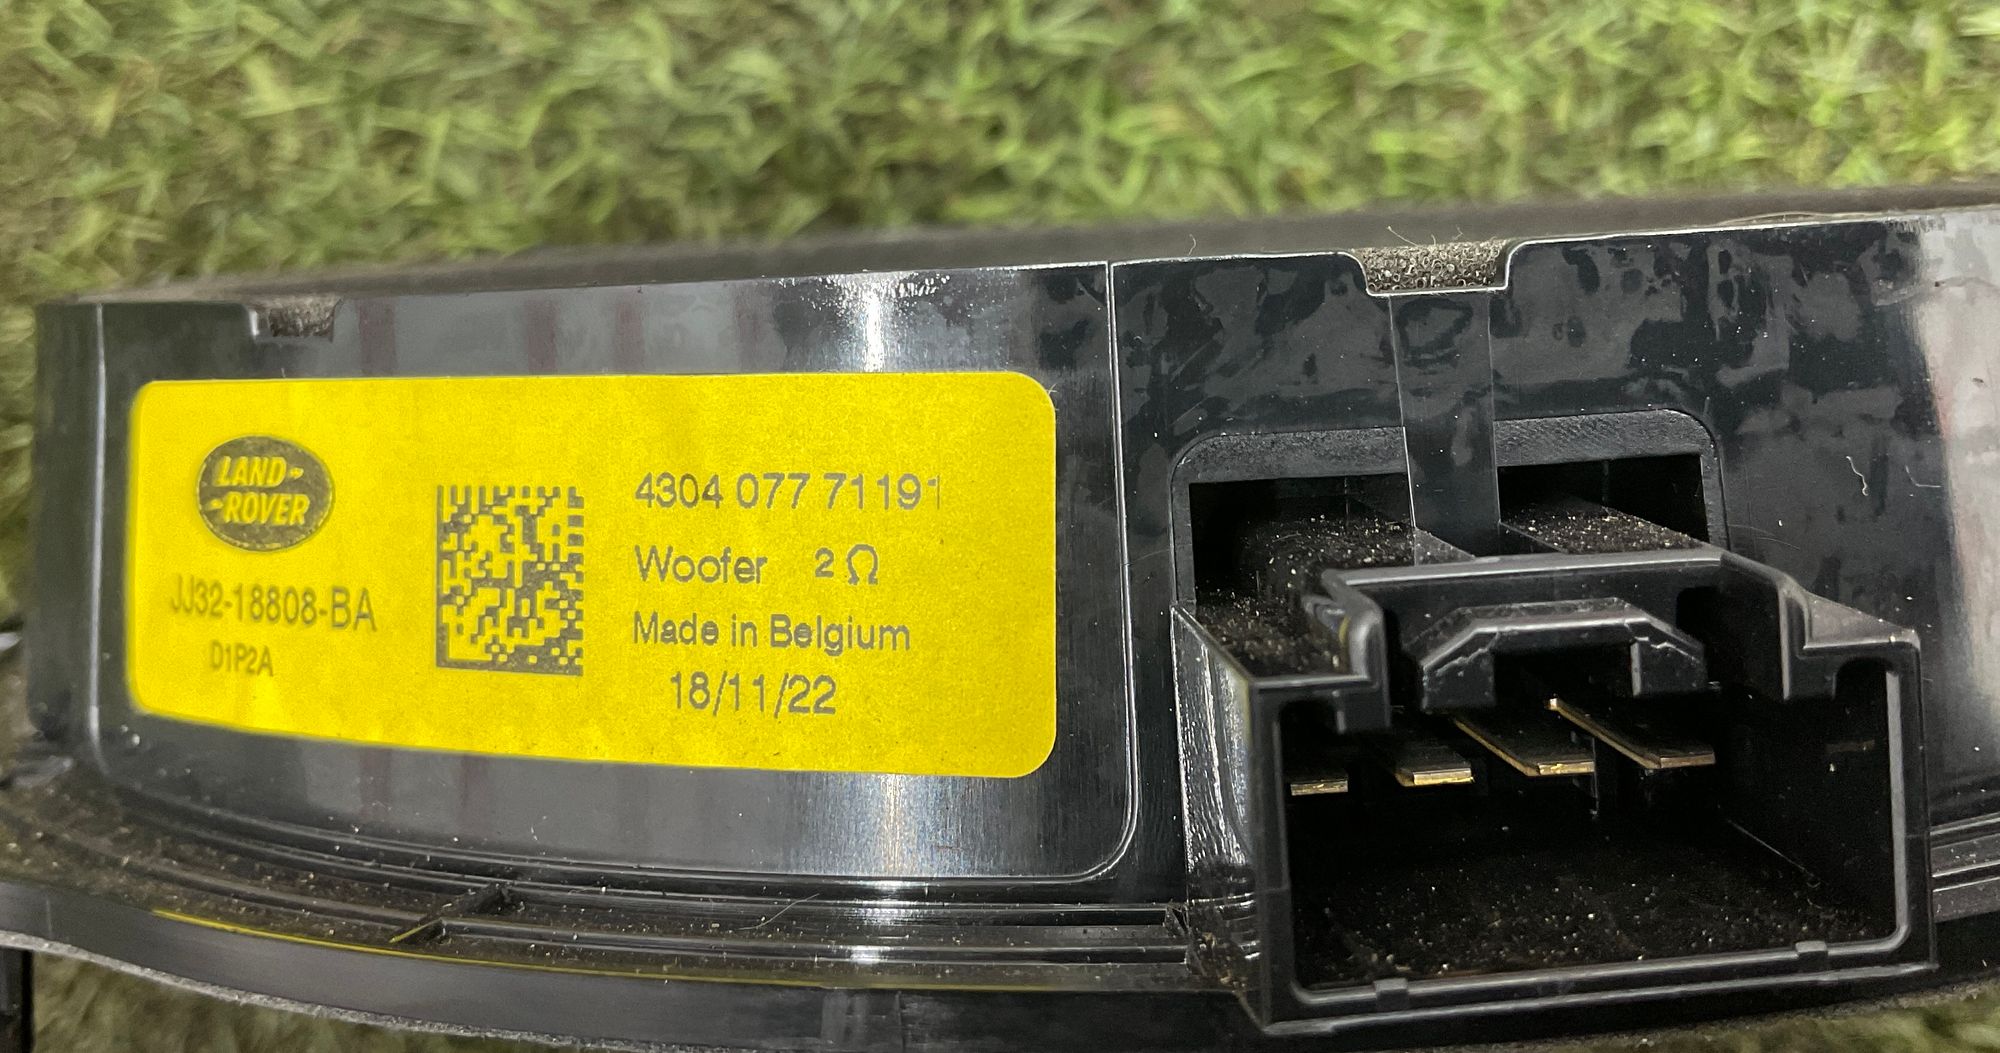 LAND-
-ROVER
JJ32-18808-BA
D1P2A
4304 077 71191
Woofer 2 Ω
Made in Belgium
18/11/22